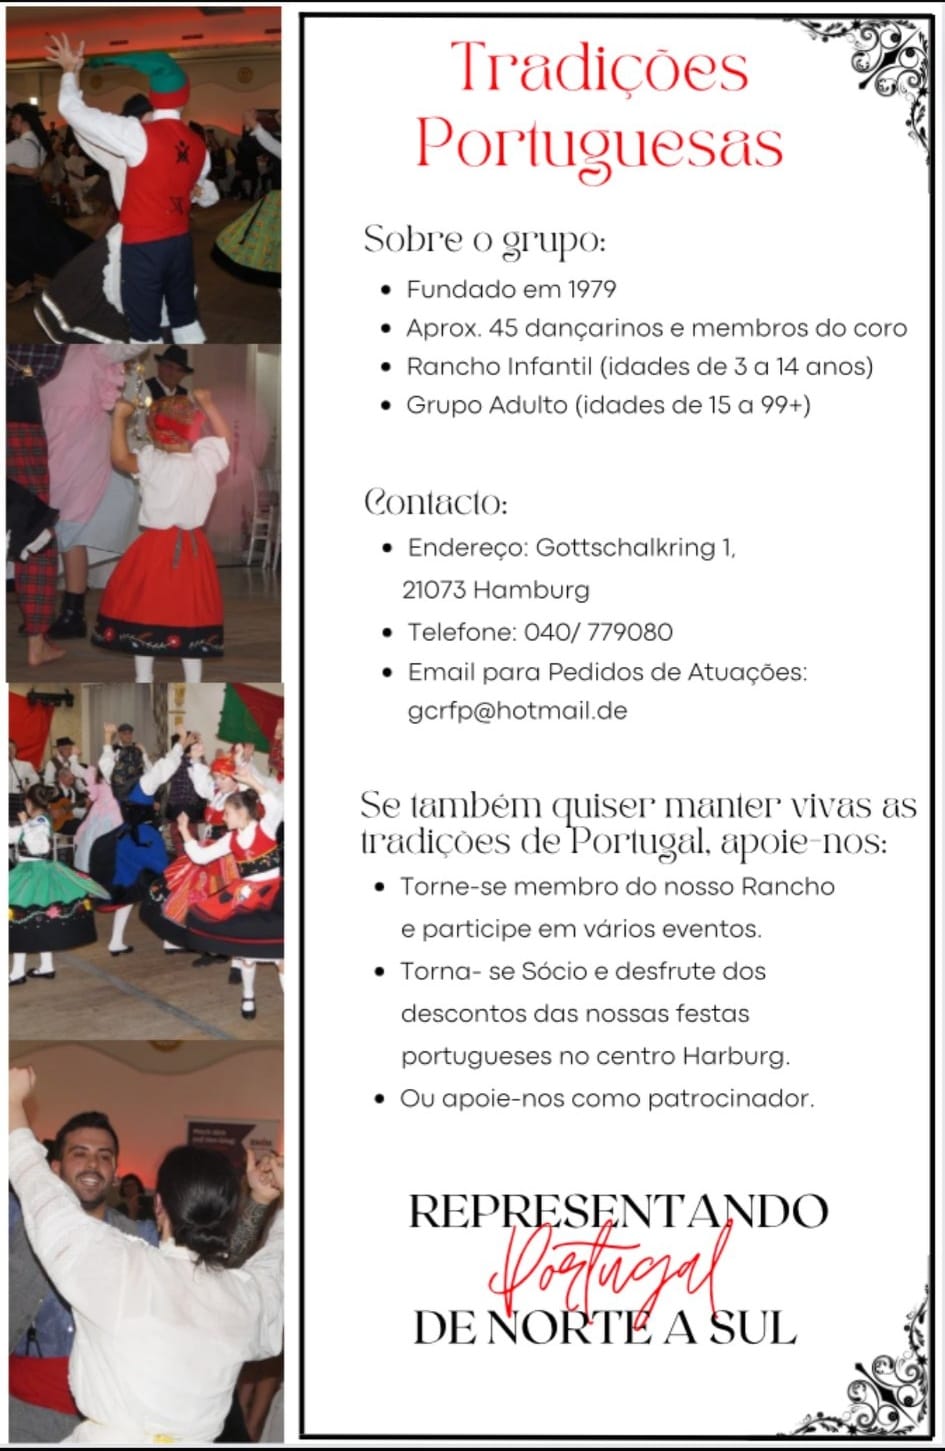 Tradições
Portuguesas
Sobre o grupo:
• Fundado em 1979
• Aprox. 45 dançarinos e membros do coro
• Rancho Infantil (idades de 3 a 14 anos)
• Grupo Adulto (idades de 15 a 99+)
Contacto:
• Endereço: Gottschalkring 1,
21073 Hamburg
• Telefone: 040/ 779080
• Email para Pedidos de Atuações:
gcrfp@hotmail.de
Se também quiser manter vivas as
tradições de Portugal, apoie-nos:
• Torne-se membro do nosso Rancho
e participe em vários eventos.
• Torna- se Sócio e desfrute dos
descontos das nossas festas
portugueses no centro Harburg.
• Ou apoie-nos como patrocinador.
REPRESENTANDO
Portugal
DE NORTE A SUL